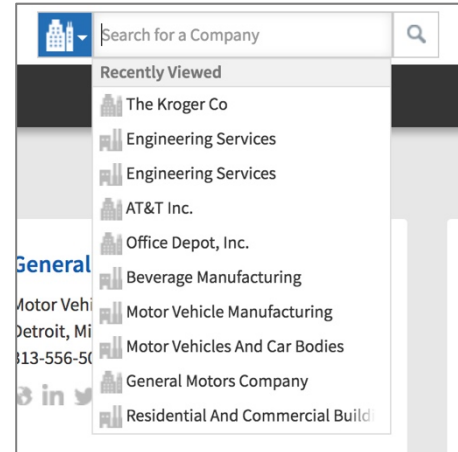 Search for a Company
Recently Viewed
The Kroger Co
Engineering Services
Engineering Services
AT&T Inc.
Office Depot, Inc.
Beverage Manufacturing
Motor Vehicle Manufacturing
Motor Vehicles And Car Bodies
General Motors Company
Residential And Commercial Build
General
Motor Vehi
Detroit, Mi
313-556-50
in